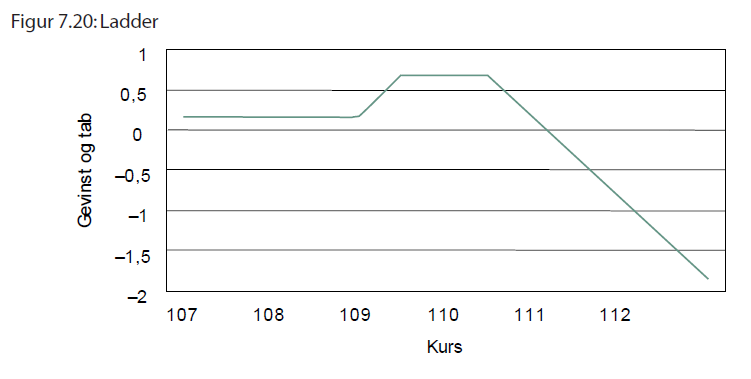 Figur 7.20: Ladder
1
0,5
0
–0,5
–1
–1,5
–2
Gevinst og tab
107 108 109 110 111 112
Kurs